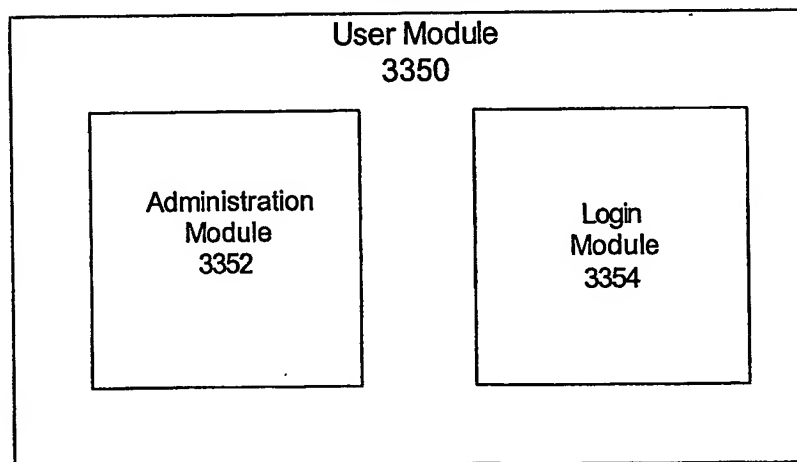 User Module
3350
Administration
Module
3352
Login
Module
3354